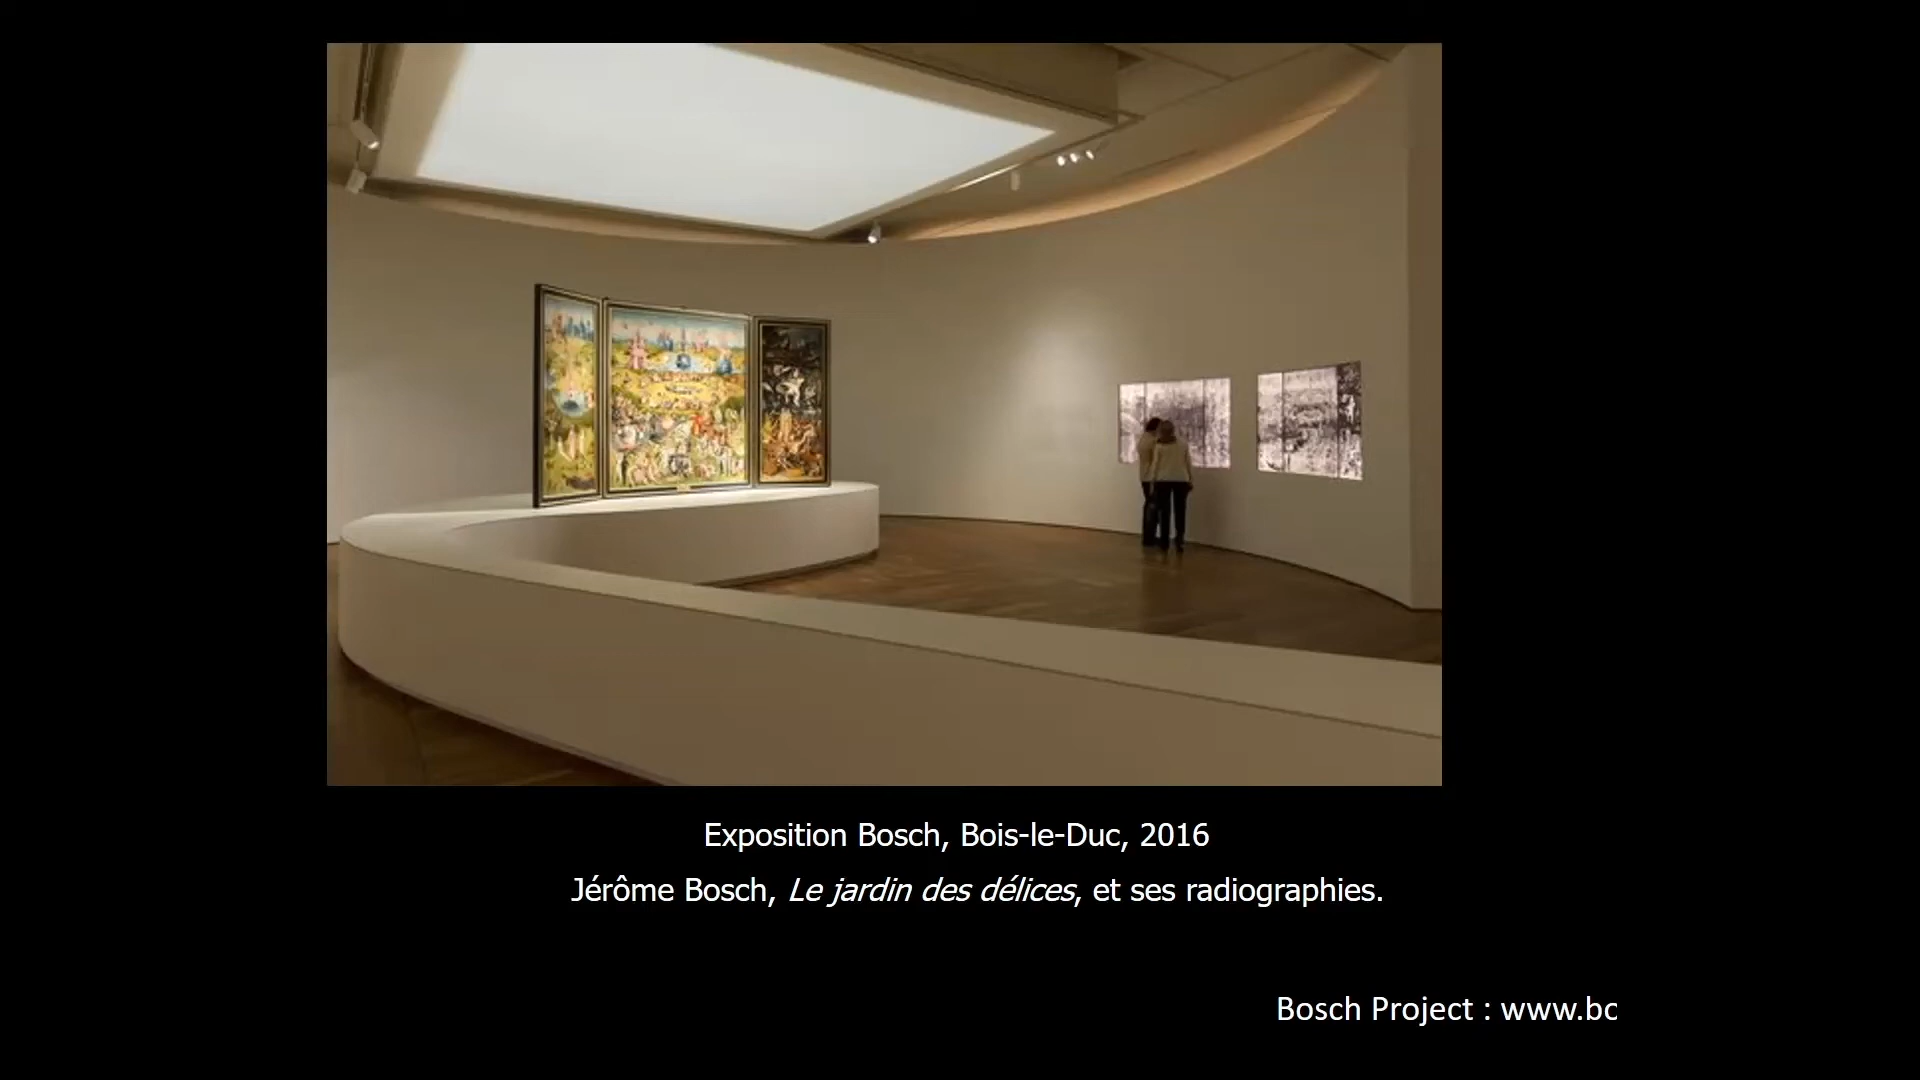 Exposition Bosch, Bois-le-Duc, 2016
Jérôme Bosch, Le jardin des délices, et ses radiographies.
Bosch Project : www.bc